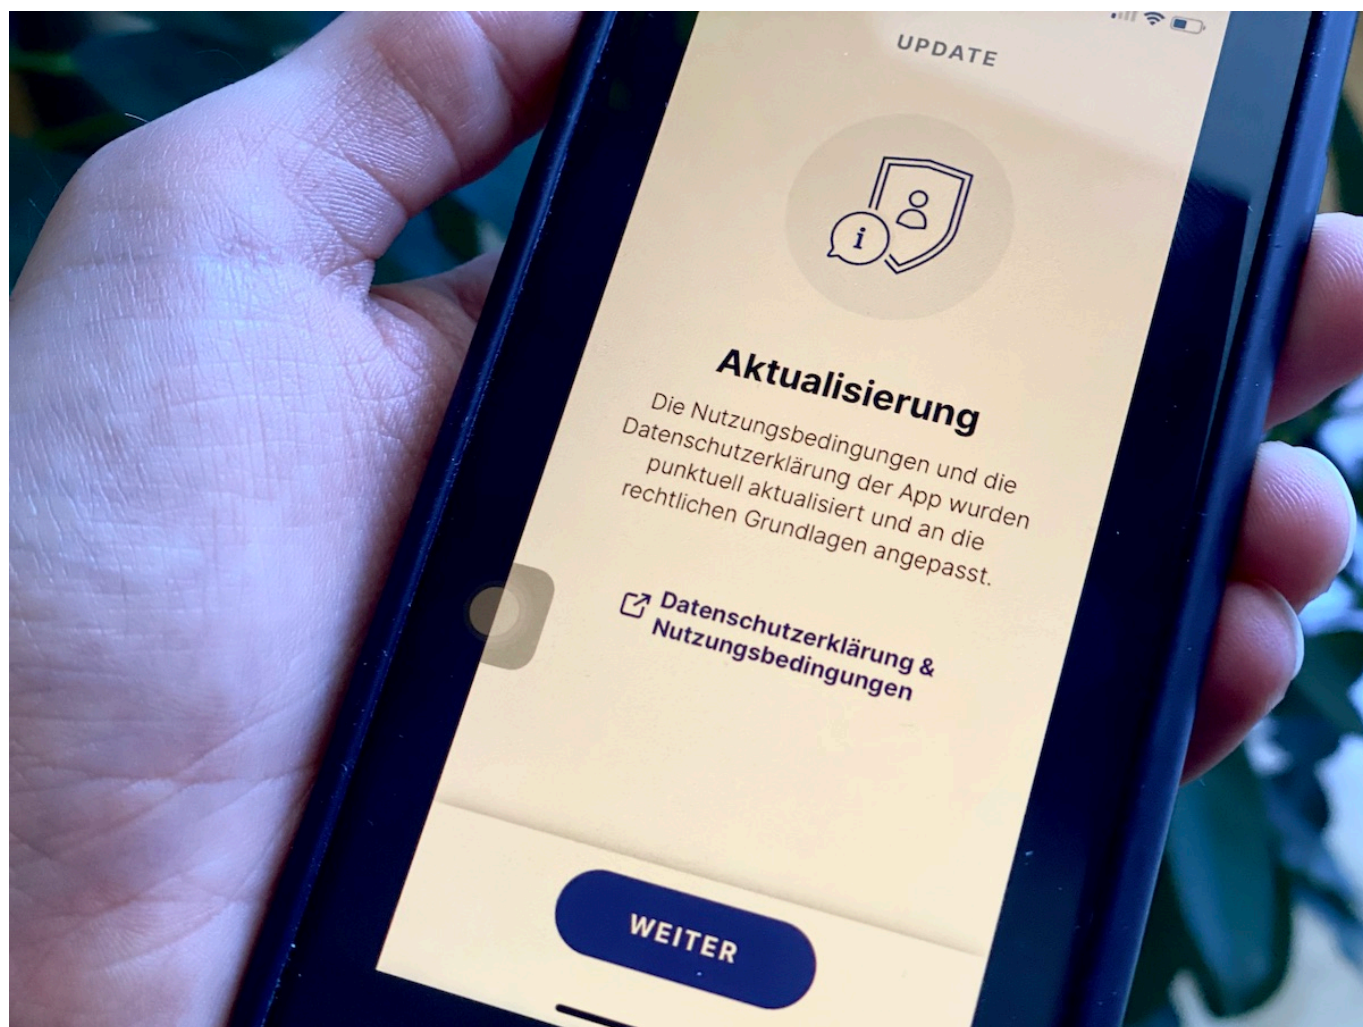 UPDATE
i
Aktualisierung
Die Nutzungsbedingungen und die
Datenschutzerklärung der App wurden
punktuell aktualisiert und an die
rechtlichen Grundlagen angepasst.
Datenschutzerklärung &
Nutzungsbedingungen
WEITER